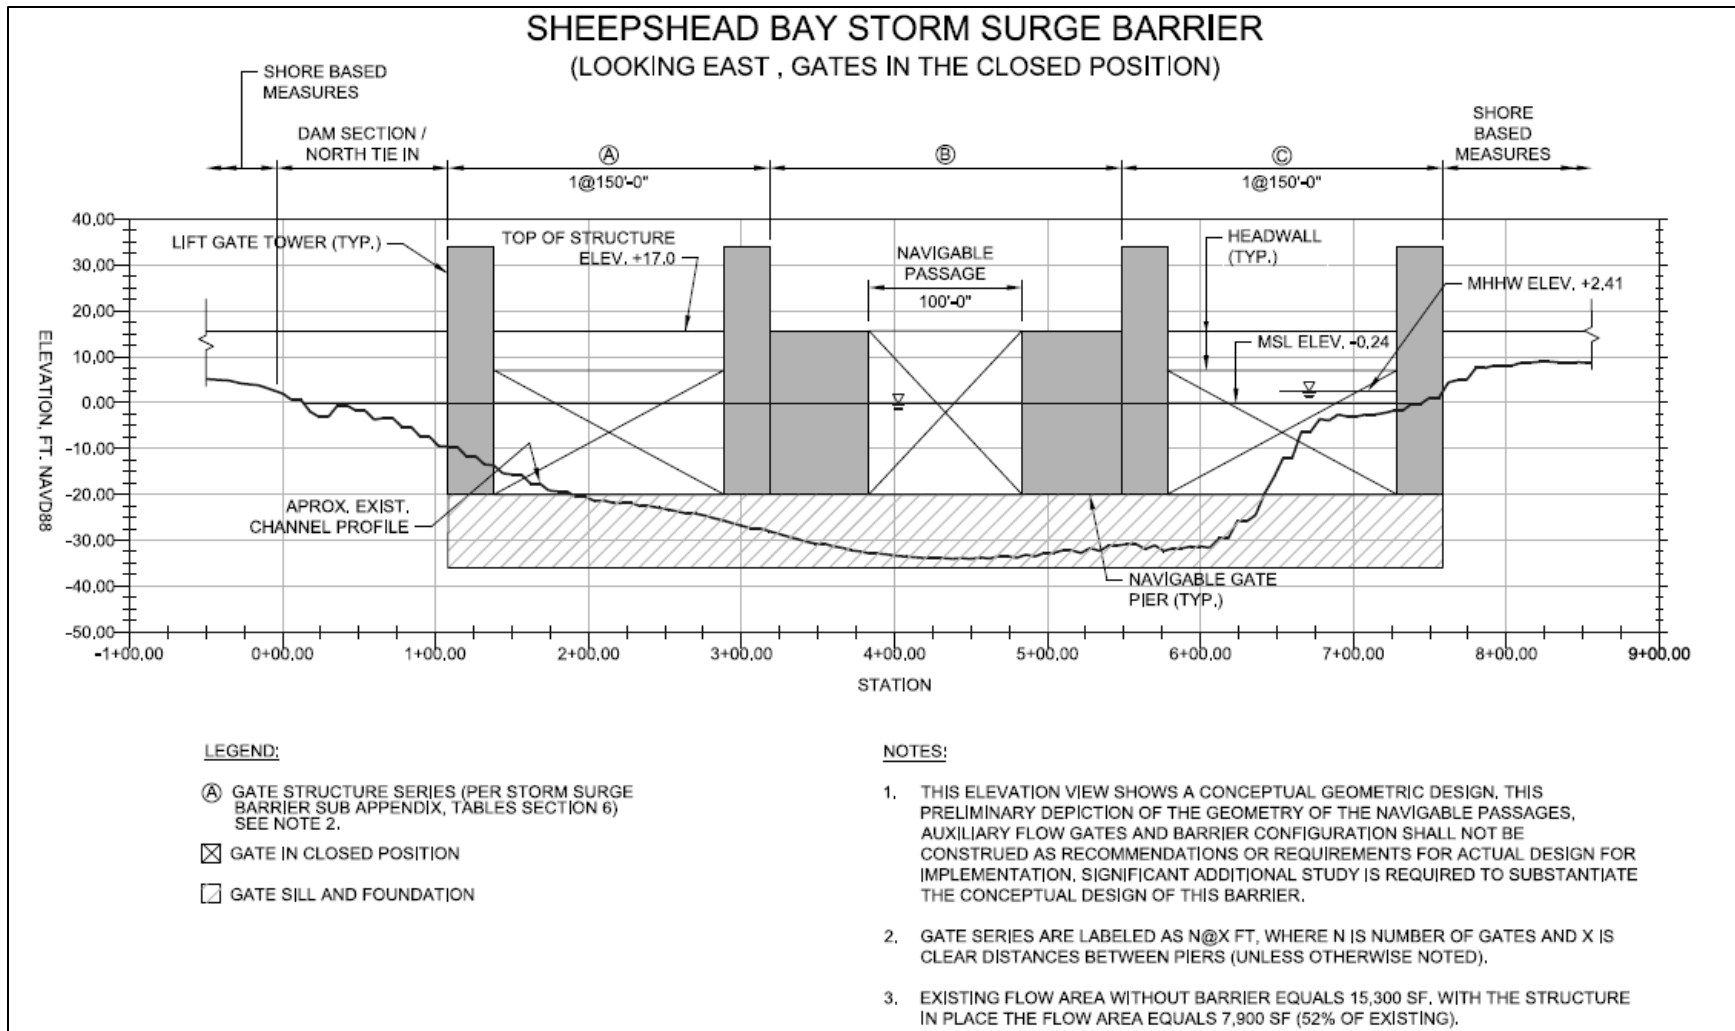 SHEEPSHEAD BAY STORM SURGE BARRIER
(LOOKING EAST , GATES IN THE CLOSED POSITION)
SHORE BASED
MEASURES
DAM SECTION /
NORTH TIE IN
A
1@150'-0"
B
C
1@150'-0"
SHORE
BASED
MEASURES
LIFT GATE TOWER (TYP.)
TOP OF STRUCTURE
ELEV. +17.0
NAVIGABLE
PASSAGE
100'-0"
HEADWALL
(TYP.)
MHHW ELEV. +2.41
MSL ELEV. -0.24
APROX. EXIST.
CHANNEL PROFILE
NAVIGABLE GATE
PIER (TYP.)
ELEVATION, FT. NAVD88
40.00
30.00
20.00
10.00
0.00
-10.00
-20.00
-30.00
-40.00
-50.00
-1+00.00 0+00.00 1+00.00 2+00.00 3+00.00 4+00.00 5+00.00 6+00.00 7+00.00 8+00.00 9+00.00
STATION
LEGEND:
A GATE STRUCTURE SERIES (PER STORM SURGE
BARRIER SUB APPENDIX, TABLES SECTION 6)
SEE NOTE 2.
GATE IN CLOSED POSITION
GATE SILL AND FOUNDATION
NOTES:
1. THIS ELEVATION VIEW SHOWS A CONCEPTUAL GEOMETRIC DESIGN. THIS
PRELIMINARY DEPICTION OF THE GEOMETRY OF THE NAVIGABLE PASSAGES,
AUXILIARY FLOW GATES AND BARRIER CONFIGURATION SHALL NOT BE
CONSTRUED AS RECOMMENDATIONS OR REQUIREMENTS FOR ACTUAL DESIGN FOR
IMPLEMENTATION. SIGNIFICANT ADDITIONAL STUDY IS REQUIRED TO SUBSTANTIATE
THE CONCEPTUAL DESIGN OF THIS BARRIER.
2. GATE SERIES ARE LABELED AS N@X FT, WHERE N IS NUMBER OF GATES AND X IS
CLEAR DISTANCES BETWEEN PIERS (UNLESS OTHERWISE NOTED).
3. EXISTING FLOW AREA WITHOUT BARRIER EQUALS 15,300 SF. WITH THE STRUCTURE
IN PLACE THE FLOW AREA EQUALS 7,900 SF (52% OF EXISTING).